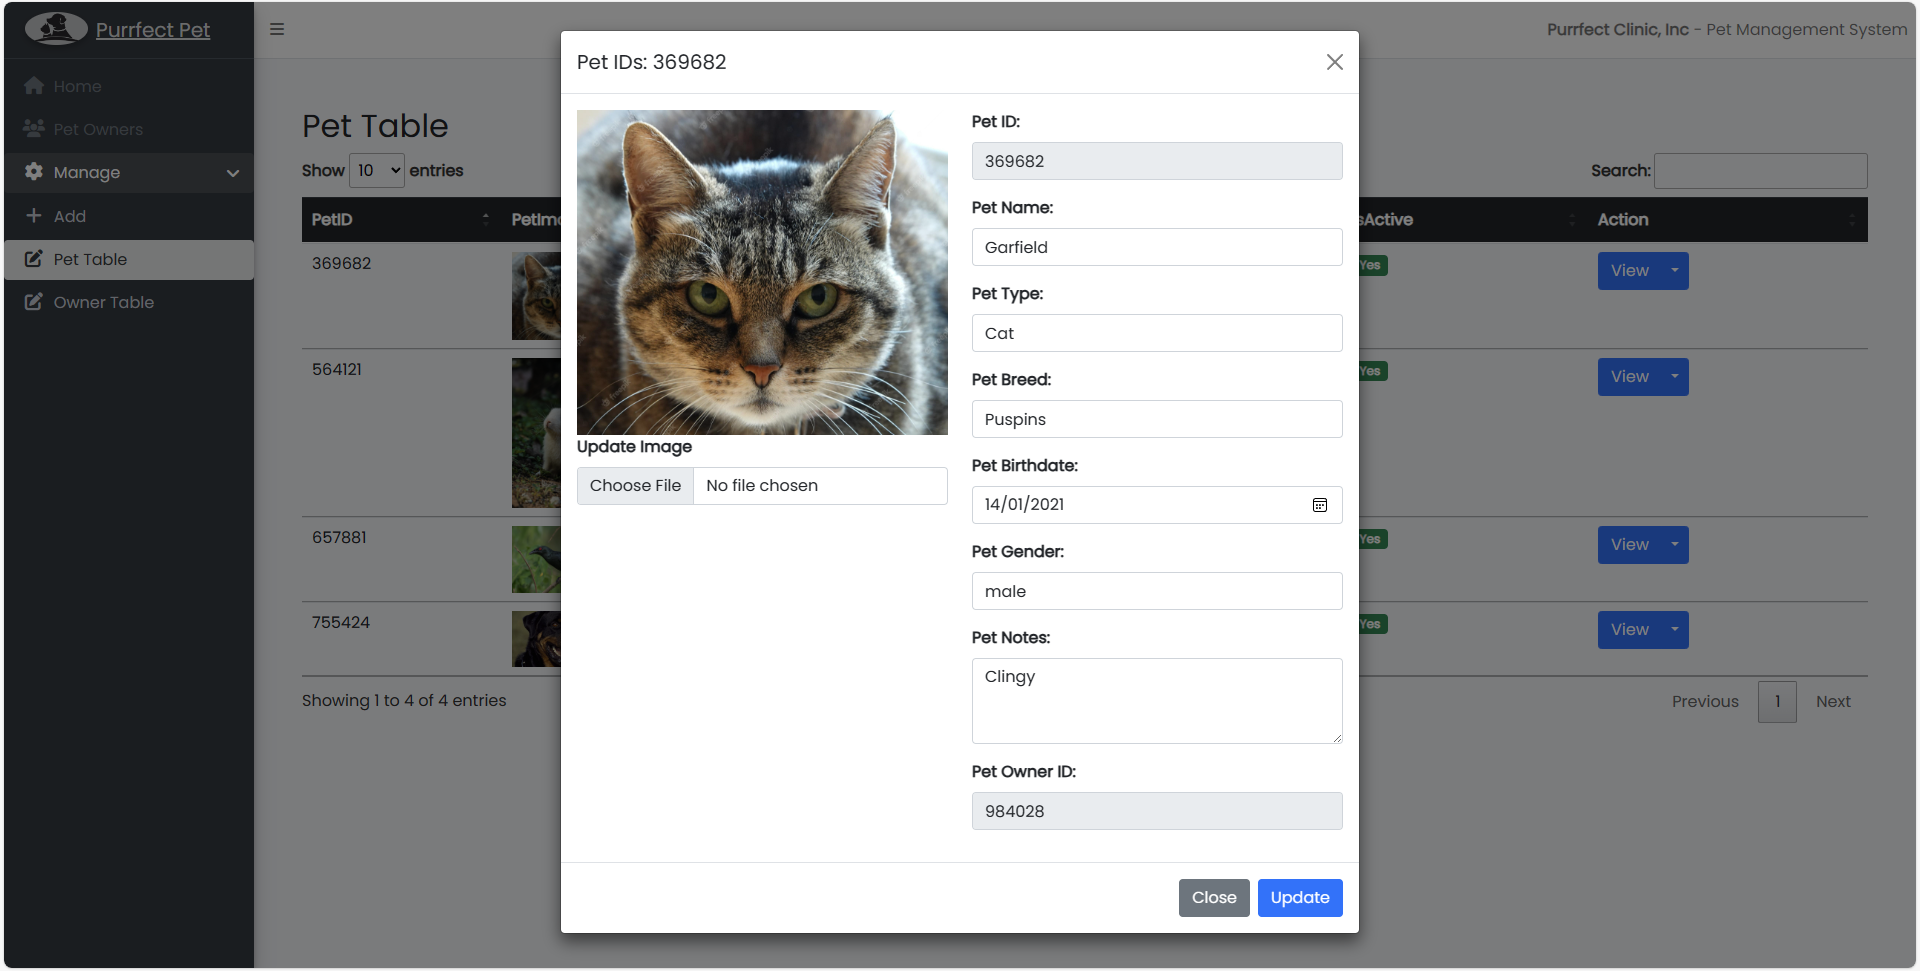 Purrfect Pet
Purrfect Clinic, Inc - Pet Management System
Home
Pet Owners
Manage
Add
Pet Table
Owner Table
Pet Table
Show 10 entries
Search:
PetID
Action
369682
Yes
View
564121
Yes
View
657881
Yes
View
755424
Yes
View
Showing 1 to 4 of 4 entries
Previous 1 Next
Pet IDs: 369682
Update Image
Choose File No file chosen
Pet ID:
369682
Pet Name:
Garfield
Pet Type:
Cat
Pet Breed:
Puspins
Pet Birthdate:
14/01/2021
Pet Gender:
male
Pet Notes:
Clingy
Pet Owner ID:
984028
Close Update